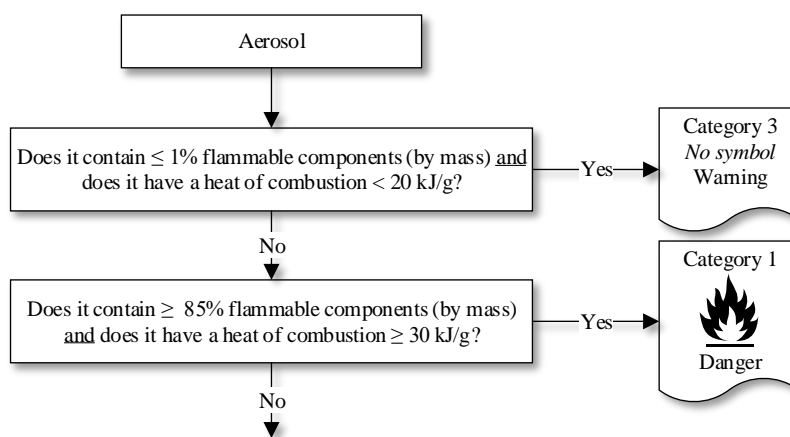 Aerosol
Does it contain ≤ 1% flammable components (by mass) and
does it have a heat of combustion < 20 kJ/g?
Yes
Category 3
No symbol
Warning
No
Does it contain ≥ 85% flammable components (by mass)
and does it have a heat of combustion ≥ 30 kJ/g?
Yes
Category 1
Danger
No